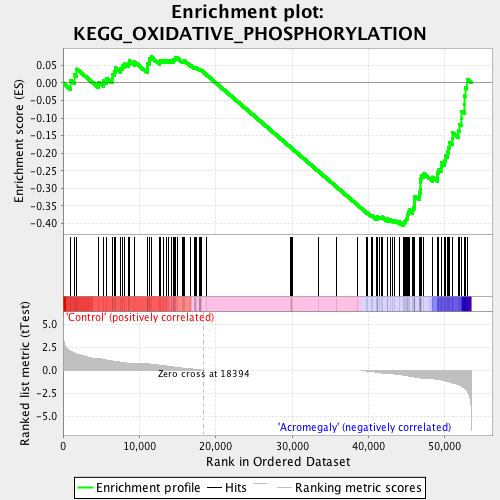 Enrichment plot:
KEGG_OXIDATIVE_PHOSPHORYLATION
Enrichment score (ES)
0.05
0.00
-0.05
-0.10
-0.15
-0.20
-0.25
-0.30
-0.35
-0.40
'Control' (positively correlated)
Ranked list metric (tTest)
5.0
2.5
0.0
-2.5
-5.0
Zero cross at 18394
'Acromegaly' (negatively correlated)
0
10,000
20,000
30,000
40,000
50,000
Rank in Ordered Dataset
Enrichment profile
Hits
Ranking metric scores